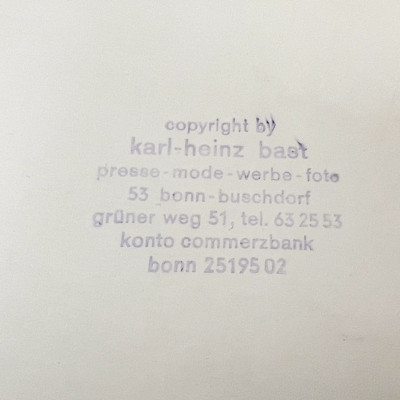 copyright by
karl-heinz bast
presse-mode-werbe-foto
53 bonn-buschdorf
grüner weg 51, tel. 63 25 53
konto commerzbank
bonn 25195 02